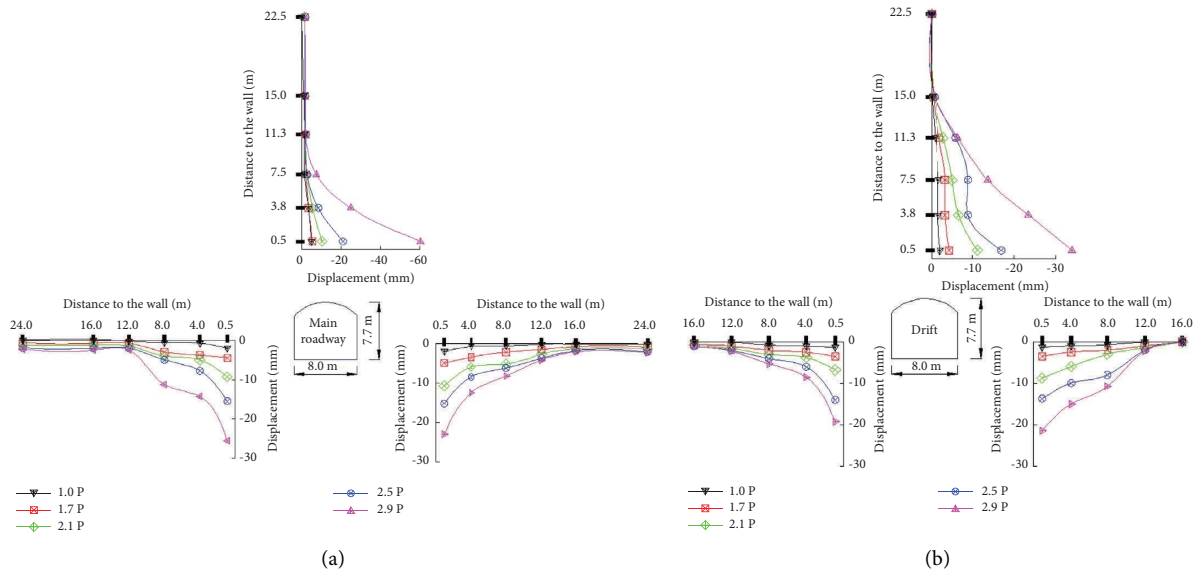 22.5
15.0
11.3
7.5
3.8
0.5
Distance to the wall (m)
0 -20 -40 -60
Displacement (mm)
Distance to the wall (m)
24.0 16.0 12.0 8.0 4.0 0.5
0
-10
-20
-30
Displacement (mm)
Main
roadway
7.7 m
8.0 m
Distance to the wall (m)
0.5 4.0 8.0 12.0 16.0 24.0
0
-10
-20
-30
Displacement (mm)
1.0 P
1.7 P
2.1 P
2.5 P
2.9 P
(a)
22.5
15.0
11.3
7.5
3.8
0.5
Distance to the wall (m)
0 -10 -20 -30
Displacement (mm)
Distance to the wall (m)
16.0 12.0 8.0 4.0 0.5
0
-10
-20
-30
Displacement (mm)
Drift
7.7 m
8.0 m
Distance to the wall (m)
0.5 4.0 8.0 12.0 16.0
0
-10
-20
-30
Displacement (mm)
1.0 P
1.7 P
2.1 P
2.5 P
2.9 P
(b)